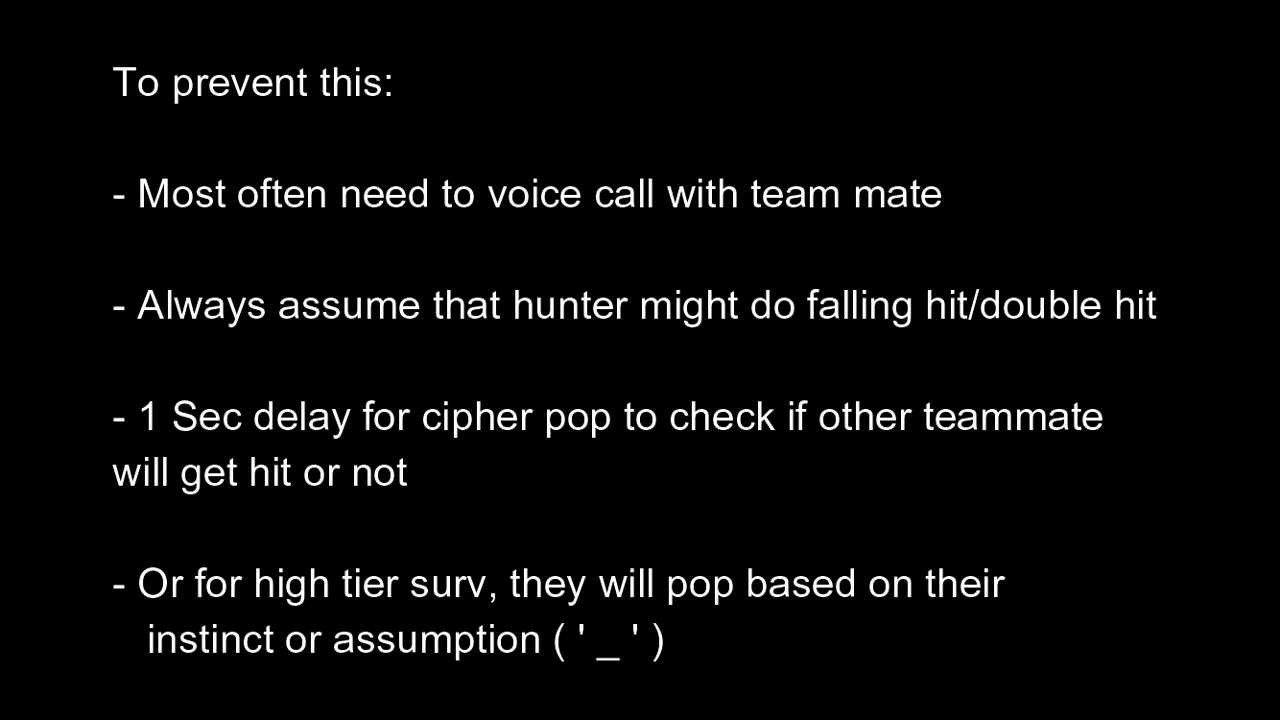 To prevent this:
- Most often need to voice call with team mate
- Always assume that hunter might do falling hit/double hit
- 1 Sec delay for cipher pop to check if other teammate
will get hit or not
- Or for high tier surv, they will pop based on their
instinct or assumption ( ' _ ' )